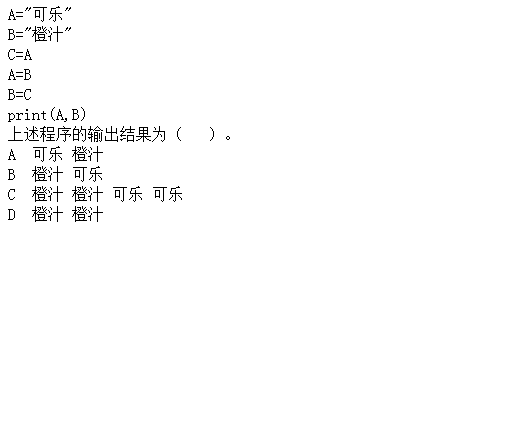 A="可乐"
B="橙汁"
C=A
A=B
B=C
print(A,B)
上述程序的输出结果为（   ）。
A  可乐 橙汁
B  橙汁 可乐
C  橙汁 橙汁 可乐 可乐
D  橙汁 橙汁